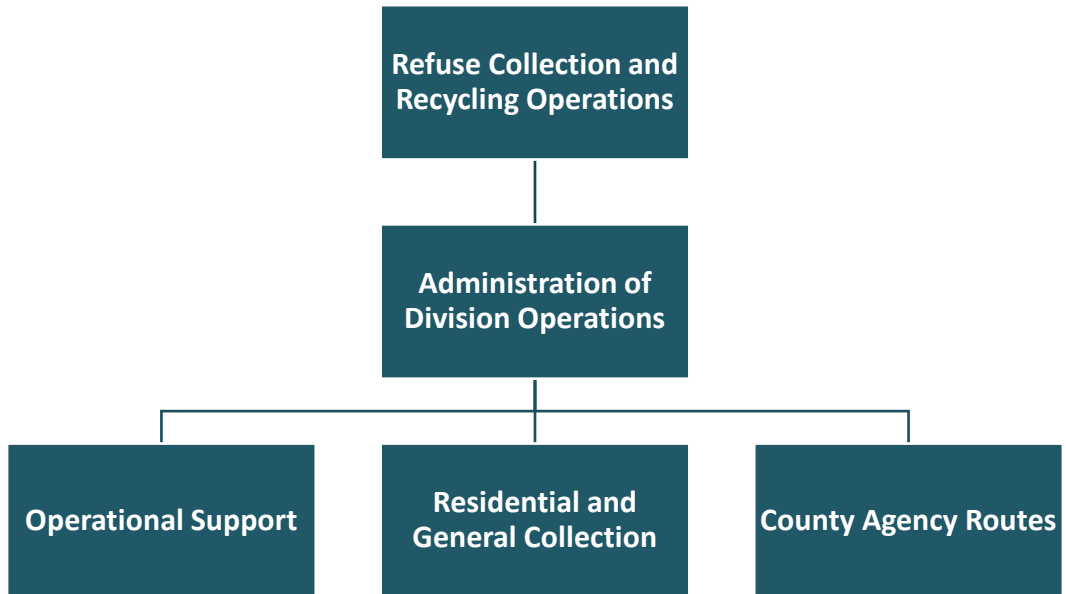 Refuse Collection and
Recycling Operations
Administration of
Division Operations
Operational Support
Residential and
General Collection
County Agency Routes